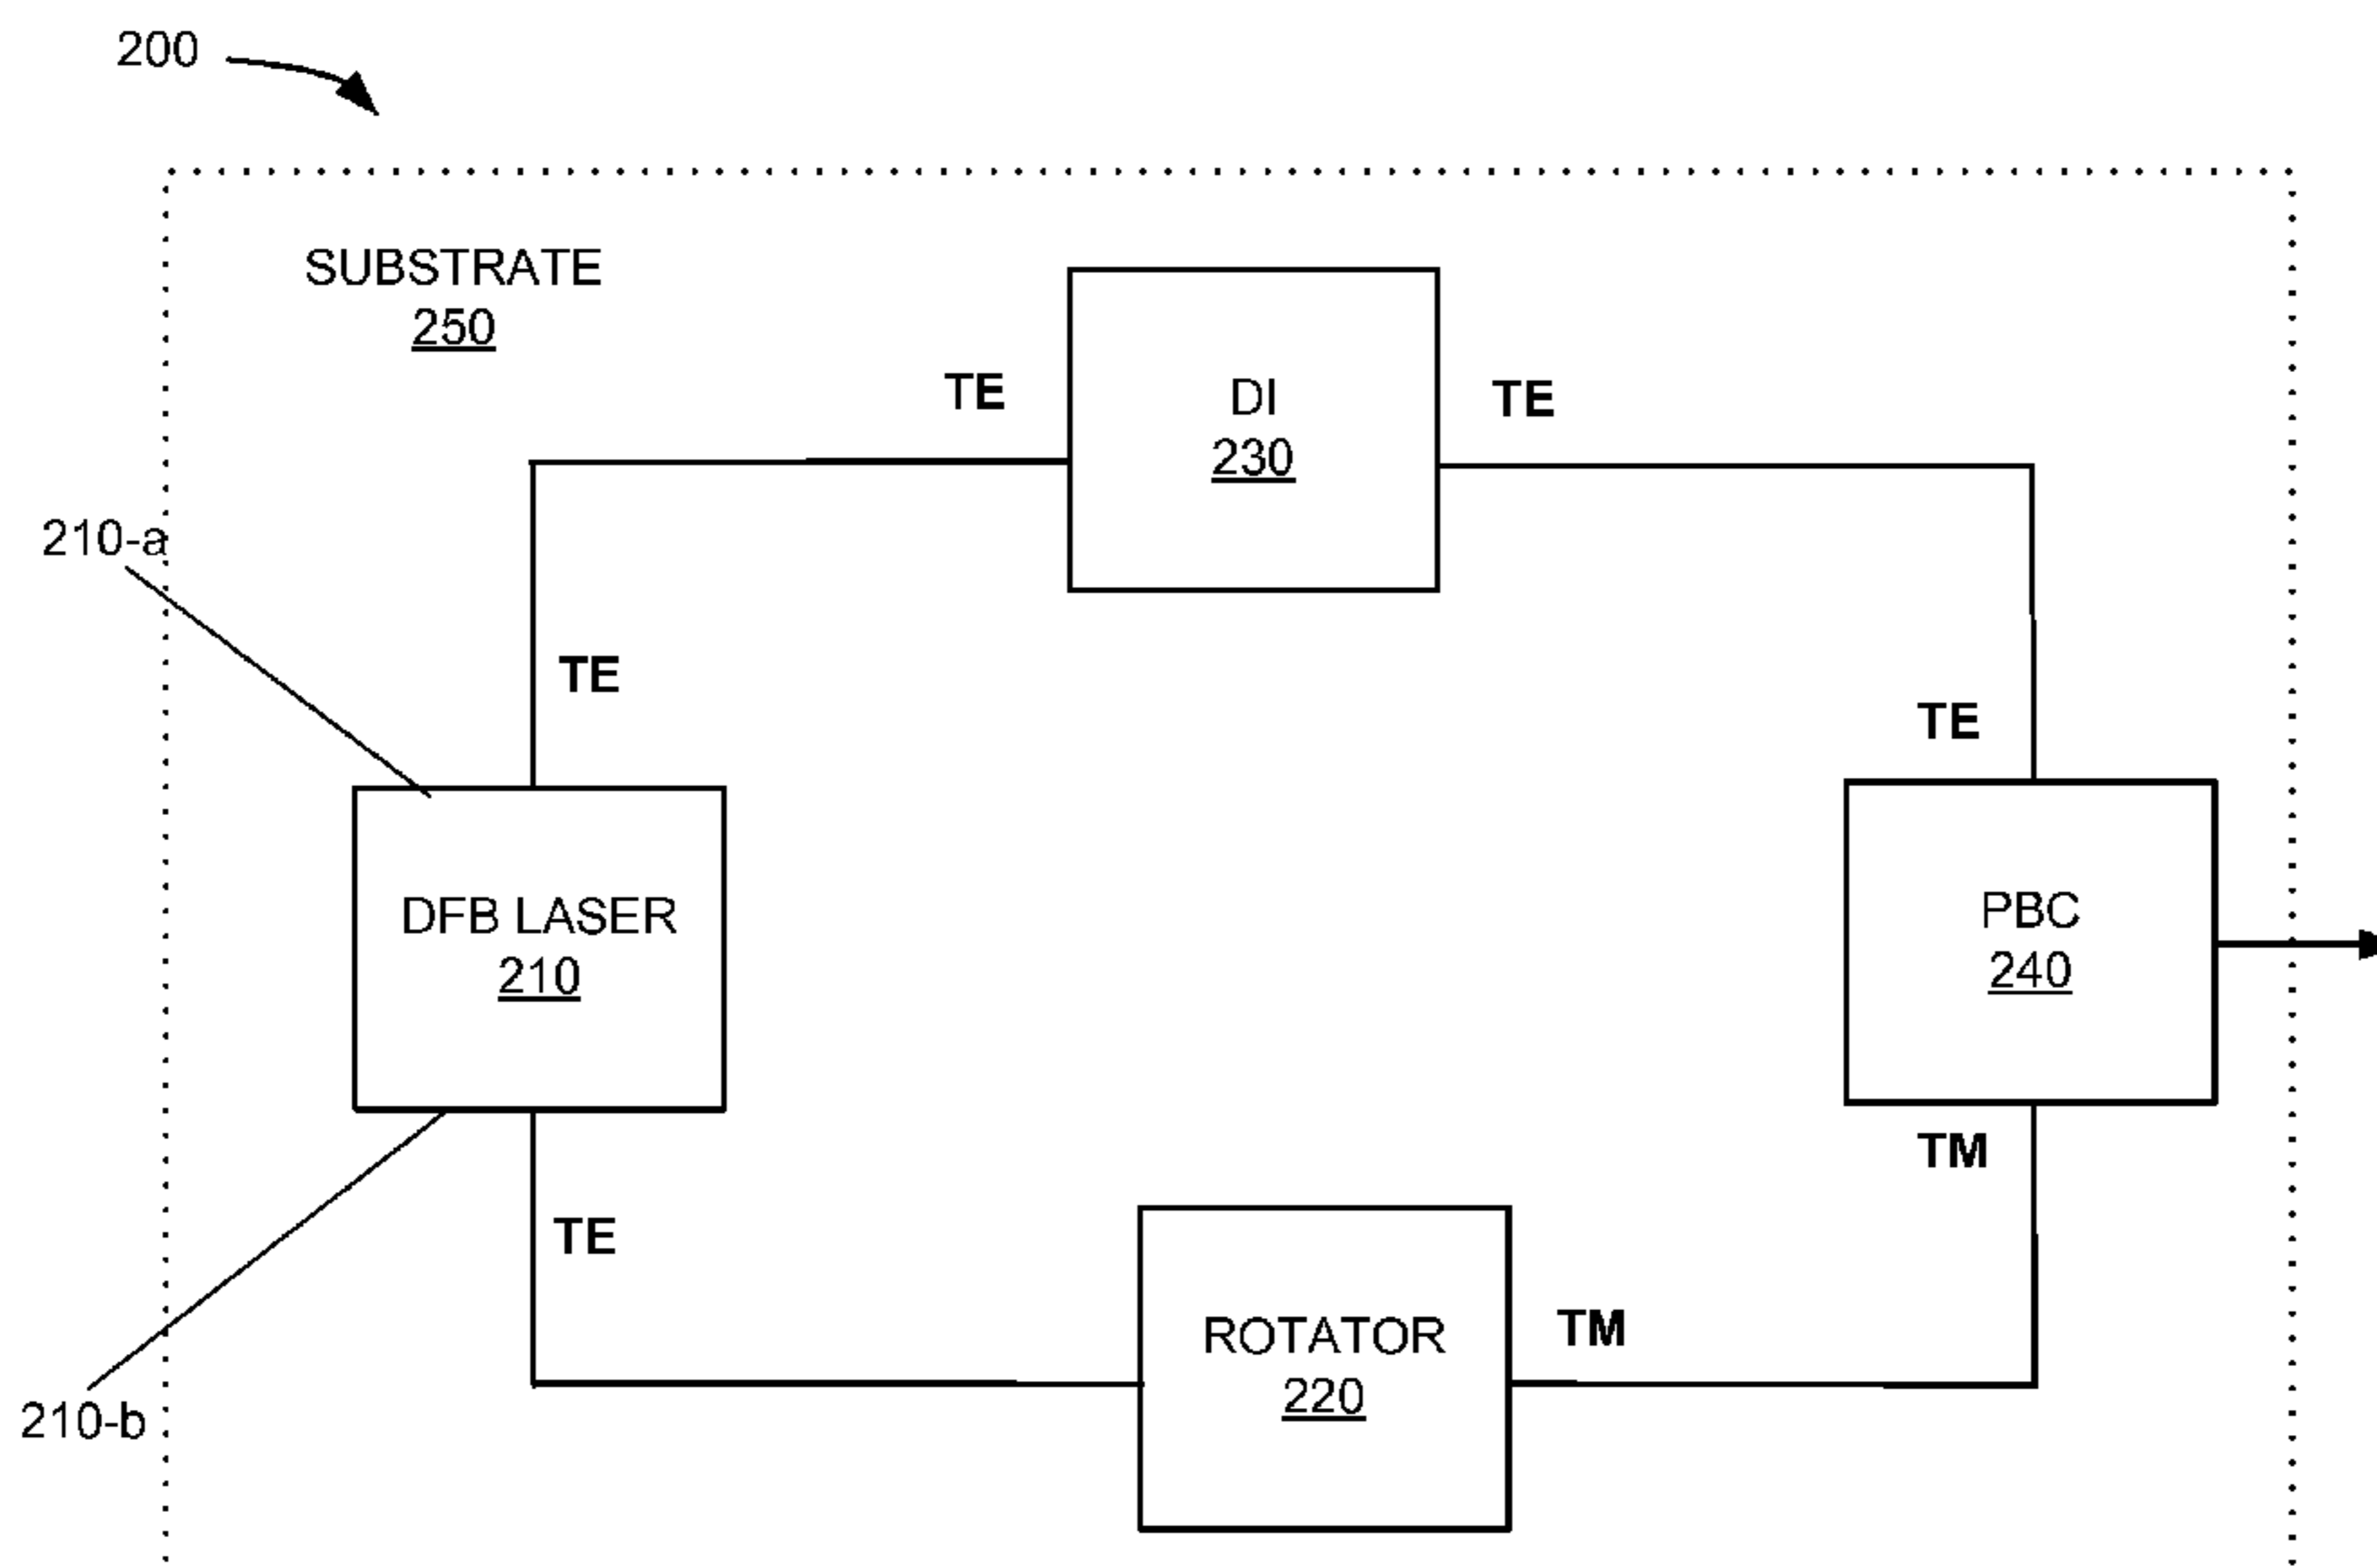 200
SUBSTRATE
250
TE
DI
230
TE
210-a
TE
TE
DFB LASER
210
PBC
240
TM
TE
ROTATOR
220
TM
210-b